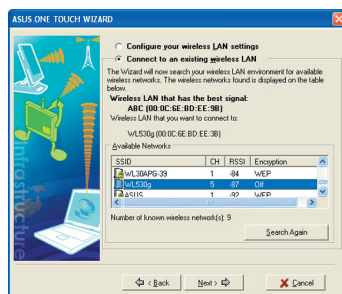 ASUS ONE TOUCH WIZARD
Configure your wireless LAN settings
Connect to an existing wireless LAN
The Wizard will now search your wireless LAN environment for available
wireless networks. The wireless networks found is displayed on the table
below.
Wireless LAN that has the best signal:
ABC (00:0C:6E:BD:EE:9B)
Wireless LAN that you want to connect to:
WL530g (00:0C:6E:BD:EE:3B)
Available Networks
SSID CH RSSI Encryption
WL30APG-39 1 -84 WEP
WL530g 5 -87 Off
ASUS 1 -92 WEP
Number of known wireless network(s): 9
Search Again
< Back Next > Cancel
Infrastructure